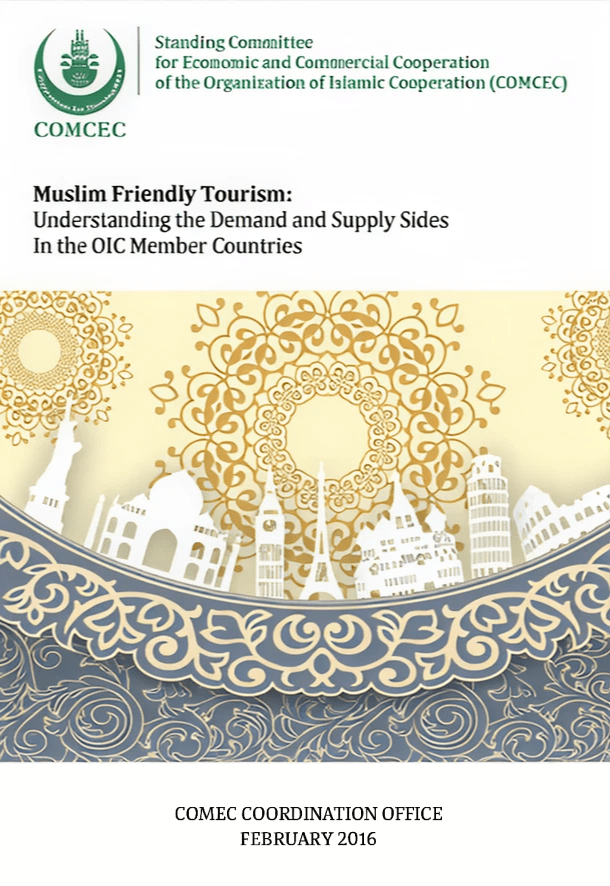 Standing Committee
for Economic and Commercial Cooperation
of the Organization of Islamic Cooperation (COMCEC)
COMCEC
Muslim Friendly Tourism:
Understanding the Demand and Supply Sides
In the OIC Member Countries
COMEC COORDINATION OFFICE
FEBRUARY 2016